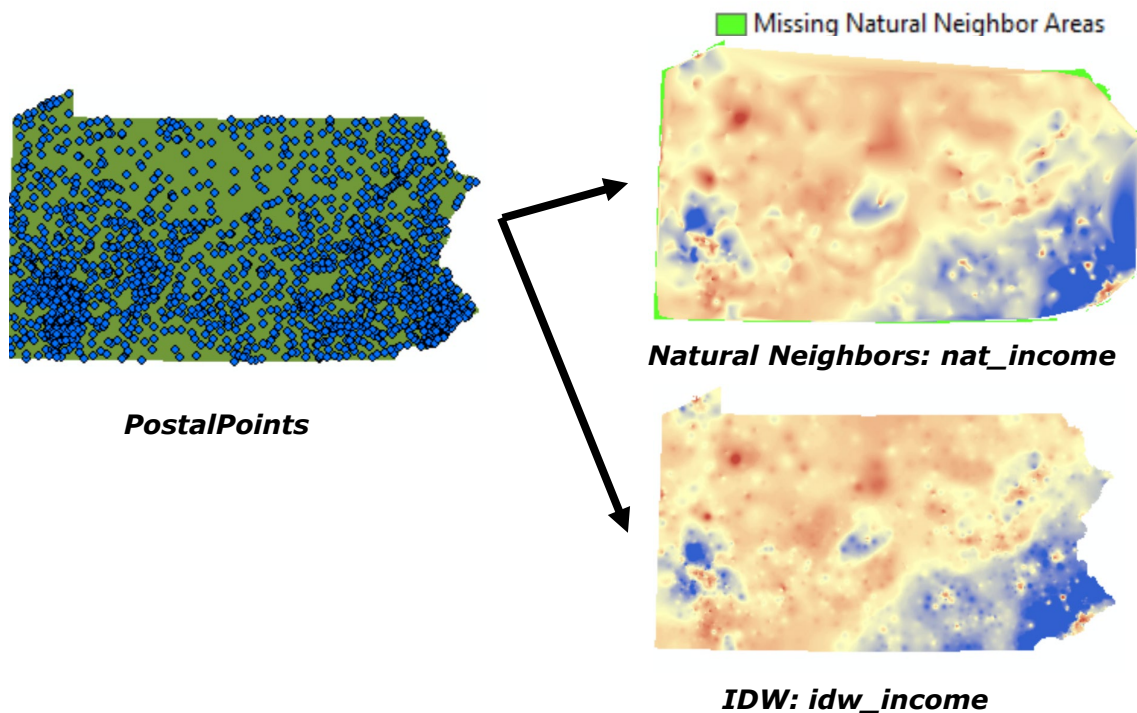 Missing Natural Neighbor Areas
Natural Neighbors: nat_income
PostalPoints
IDW: idw_income